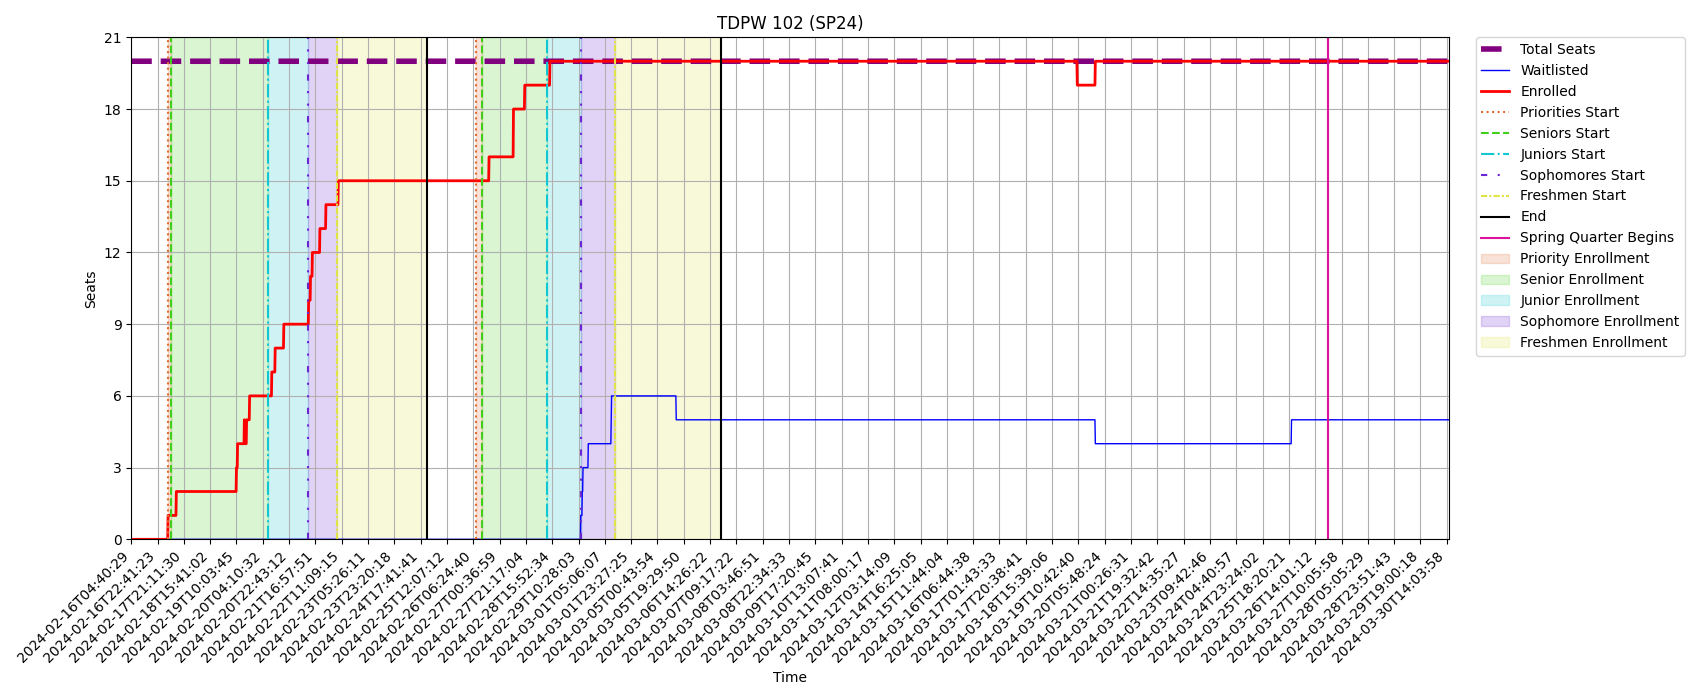 TDPW 102 (SP24)
21
18
15
12
9
6
3
0
Seats
2024-02-16T04:40:29
2024-02-16T22:41:23
2024-02-17T21:11:30
2024-02-18T15:41:02
2024-02-19T10:03:45
2024-02-20T04:10:32
2024-02-20T22:43:12
2024-02-21T16:57:51
2024-02-22T11:09:15
2024-02-23T05:26:11
2024-02-23T23:20:18
2024-02-24T17:41:41
2024-02-25T12:07:12
2024-02-26T06:24:40
2024-02-27T00:36:59
2024-02-27T21:17:04
2024-02-28T15:52:34
2024-02-29T10:28:03
2024-03-01T05:06:07
2024-03-01T23:27:25
2024-03-05T00:43:54
2024-03-05T19:29:50
2024-03-06T14:26:22
2024-03-07T09:17:22
2024-03-08T03:46:51
2024-03-08T22:34:33
2024-03-09T17:20:45
2024-03-10T13:07:41
2024-03-11T08:00:17
2024-03-12T03:14:09
2024-03-14T16:25:05
2024-03-15T11:44:04
2024-03-16T06:44:38
2024-03-17T01:43:33
2024-03-17T20:38:41
2024-03-18T15:39:06
2024-03-19T10:42:40
2024-03-20T05:48:24
2024-03-21T00:26:31
2024-03-21T19:32:42
2024-03-22T14:35:27
2024-03-23T09:42:46
2024-03-24T04:40:57
2024-03-24T23:24:02
2024-03-25T18:20:21
2024-03-26T14:01:12
2024-03-27T10:05:58
2024-03-28T05:05:29
2024-03-28T23:51:43
2024-03-29T19:00:18
2024-03-30T14:03:58
Time
Total Seats
Waitlisted
Enrolled
Priorities Start
Seniors Start
Juniors Start
Sophomores Start
Freshmen Start
End
Spring Quarter Begins
Priority Enrollment
Senior Enrollment
Junior Enrollment
Sophomore Enrollment
Freshmen Enrollment